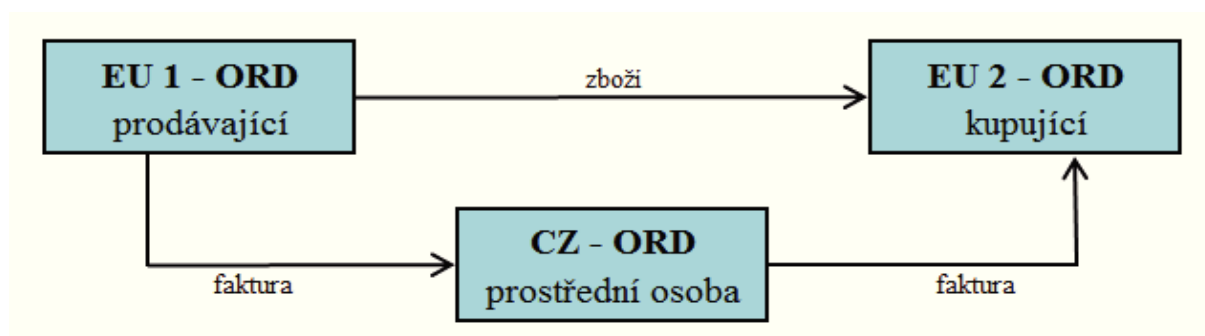 EU 1 - ORD
prodávající
zboží
EU 2 - ORD
kupující
CZ - ORD
prostřední osoba
faktura
faktura